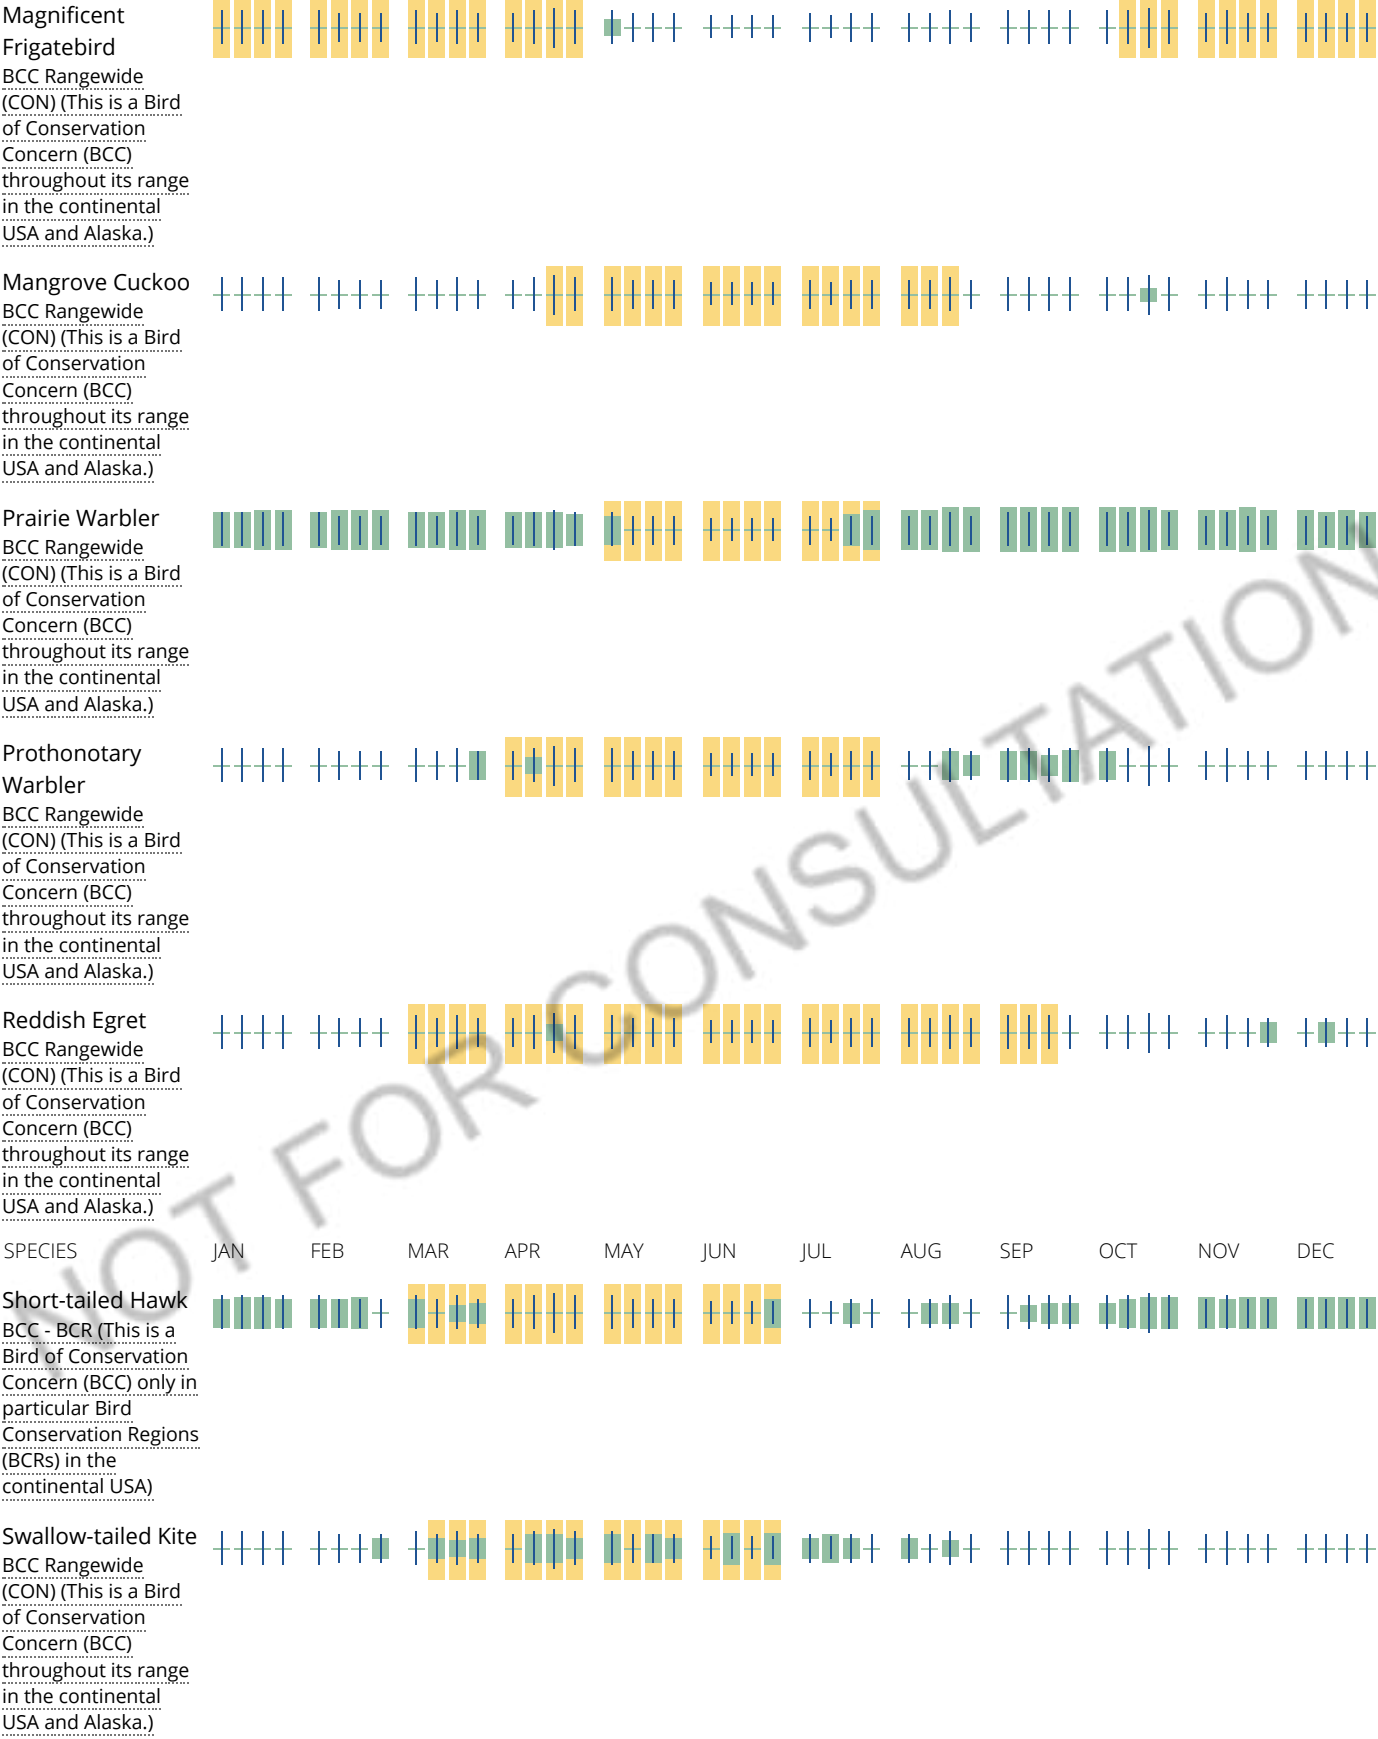 Magnificent
Frigatebird
BCC Rangewide
(CON) (This is a Bird
of Conservation
Concern (BCC)
throughout its range
in the continental
USA and Alaska.)
Mangrove Cuckoo
BCC Rangewide
(CON) (This is a Bird
of Conservation
Concern (BCC)
throughout its range
in the continental
USA and Alaska.)
Prairie Warbler
BCC Rangewide
(CON) (This is a Bird
of Conservation
Concern (BCC)
throughout its range
in the continental
USA and Alaska.)
Prothonotary
Warbler
BCC Rangewide
(CON) (This is a Bird
of Conservation
Concern (BCC)
throughout its range
in the continental
USA and Alaska.)
Reddish Egret
BCC Rangewide
(CON) (This is a Bird
of Conservation
Concern (BCC)
throughout its range
in the continental
USA and Alaska.)
SPECIES JAN FEB MAR APR MAY JUN JUL AUG SEP OCT NOV DEC
Short-tailed Hawk
BCC - BCR (This is a
Bird of Conservation
Concern (BCC) only in
particular Bird
Conservation Regions
(BCRs) in the
continental USA)
Swallow-tailed Kite
BCC Rangewide
(CON) (This is a Bird
of Conservation
Concern (BCC)
throughout its range
in the continental
USA and Alaska.)
NOT FOR CONSULTATION